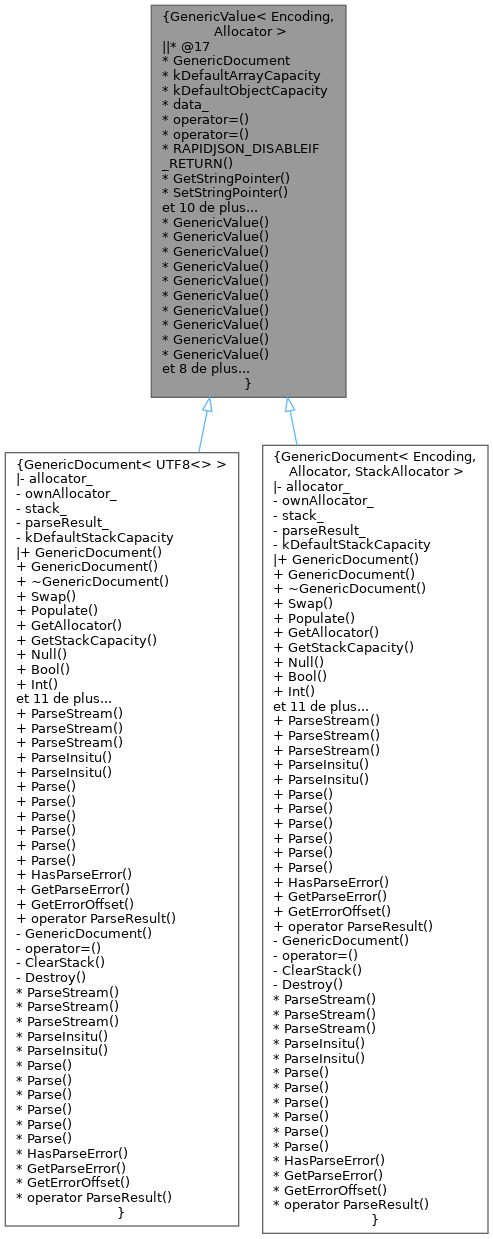 {GenericValue< Encoding,
Allocator >
||* @17
* GenericDocument
* kDefaultArrayCapacity
* kDefaultObjectCapacity
* data_
* operator=()
* operator=()
* RAPIDJSON_DISABLEIF
_RETURN()
* GetStringPointer()
* SetStringPointer()
et 10 de plus...
* GenericValue()
* GenericValue()
* GenericValue()
* GenericValue()
* GenericValue()
* GenericValue()
* GenericValue()
* GenericValue()
* GenericValue()
* GenericValue()
et 8 de plus...
}
{GenericDocument< UTF8<> >
|- allocator_
- ownAllocator_
- stack_
- parseResult_
- kDefaultStackCapacity
|+ GenericDocument()
+ GenericDocument()
+ ~GenericDocument()
+ Swap()
+ Populate()
+ GetAllocator()
+ GetStackCapacity()
+ Null()
+ Bool()
+ Int()
et 11 de plus...
+ ParseStream()
+ ParseStream()
+ ParseStream()
+ ParseInsitu()
+ ParseInsitu()
+ Parse()
+ Parse()
+ Parse()
+ Parse()
+ Parse()
+ Parse()
+ HasParseError()
+ GetParseError()
+ GetErrorOffset()
+ operator ParseResult()
- GenericDocument()
- operator=()
- ClearStack()
- Destroy()
* ParseStream()
* ParseStream()
* ParseStream()
* ParseInsitu()
* ParseInsitu()
* Parse()
* Parse()
* Parse()
* Parse()
* Parse()
* Parse()
* HasParseError()
* GetParseError()
* GetErrorOffset()
* operator ParseResult()
}
{GenericDocument< Encoding,
Allocator, StackAllocator >
|- allocator_
- ownAllocator_
- stack_
- parseResult_
- kDefaultStackCapacity
|+ GenericDocument()
+ GenericDocument()
+ ~GenericDocument()
+ Swap()
+ Populate()
+ GetAllocator()
+ GetStackCapacity()
+ Null()
+ Bool()
+ Int()
et 11 de plus...
+ ParseStream()
+ ParseStream()
+ ParseStream()
+ ParseInsitu()
+ ParseInsitu()
+ Parse()
+ Parse()
+ Parse()
+ Parse()
+ Parse()
+ Parse()
+ HasParseError()
+ GetParseError()
+ GetErrorOffset()
+ operator ParseResult()
- GenericDocument()
- operator=()
- ClearStack()
- Destroy()
* ParseStream()
* ParseStream()
* ParseStream()
* ParseInsitu()
* ParseInsitu()
* Parse()
* Parse()
* Parse()
* Parse()
* Parse()
* Parse()
* HasParseError()
* GetParseError()
* GetErrorOffset()
* operator ParseResult()
}